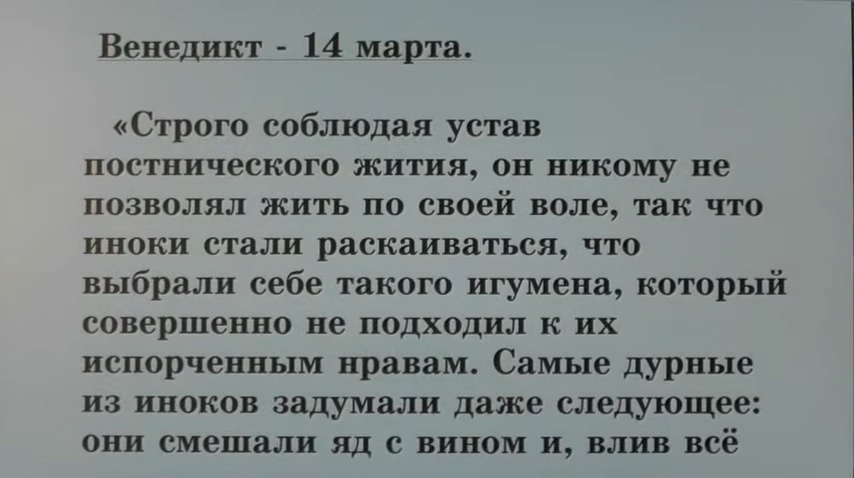 Венедикт - 14 марта.
«Строго соблюдая устав
постнического жития, он никому не
позволял жить по своей воле, так что
иноки стали раскаиваться, что
выбрали себе такого игумена, который
совершенно не подходил к их
испорченным нравам. Самые дурные
из иноков задумали даже следующее:
они смешали яд с вином и, влив всё